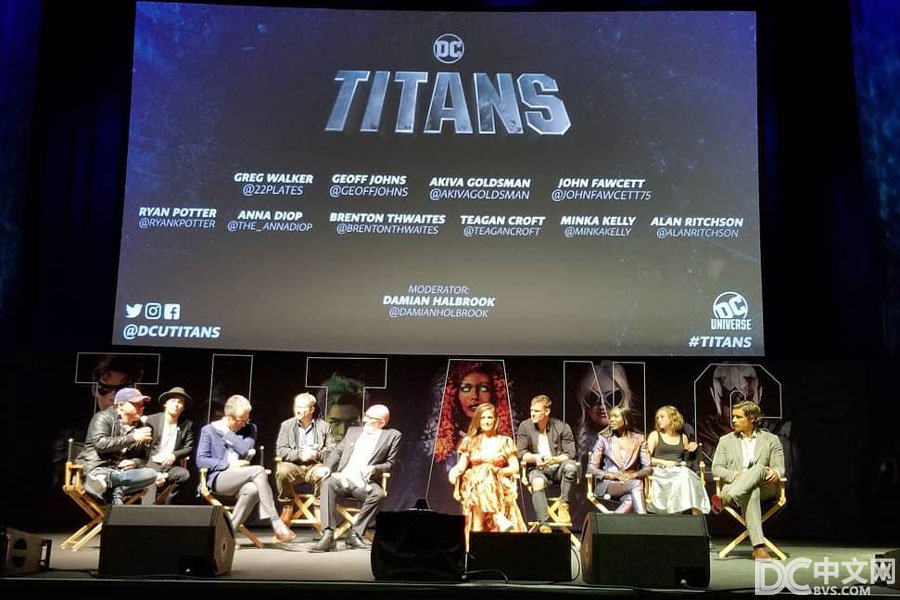 DC
TITANS
GREG WALKER GEOFF JOHNS AKIVA GOLDSMAN JOHN FAWCETT
@22PLATES @GEOFFJOHNS @AKIVAGOLDSMAN @JOHNFAWCETT75
RYAN POTTER ANNA DIOP BRENTON THWAITES TEAGAN CROFT MINKA KELLY ALAN RITCHSON
@RYANKPOTTER @THE_ANNADIOP @BRENTONTHWAITES @TEAGANCROFT @MINKAKELLY @ALANRITCHSON
MODERATOR:
DAMIAN HALBROOK
@DAMIANHOLBROOK
@DCUTITANS
DC
UNIVERSE
#TITANS
TITANS
DC中文网
BVS.COM